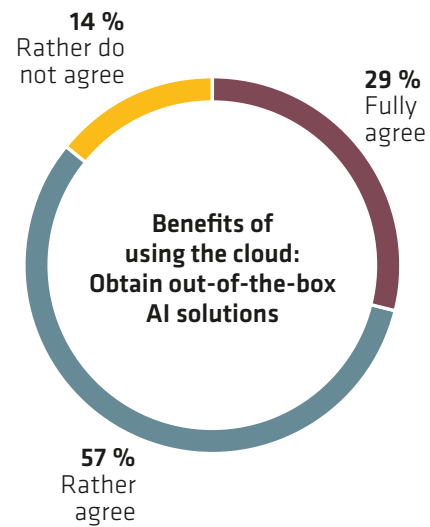 14 %
Rather do
not agree
29 %
Fully
agree
Benefits of
using the cloud:
Obtain out-of-the-box
AI solutions
57 %
Rather
agree